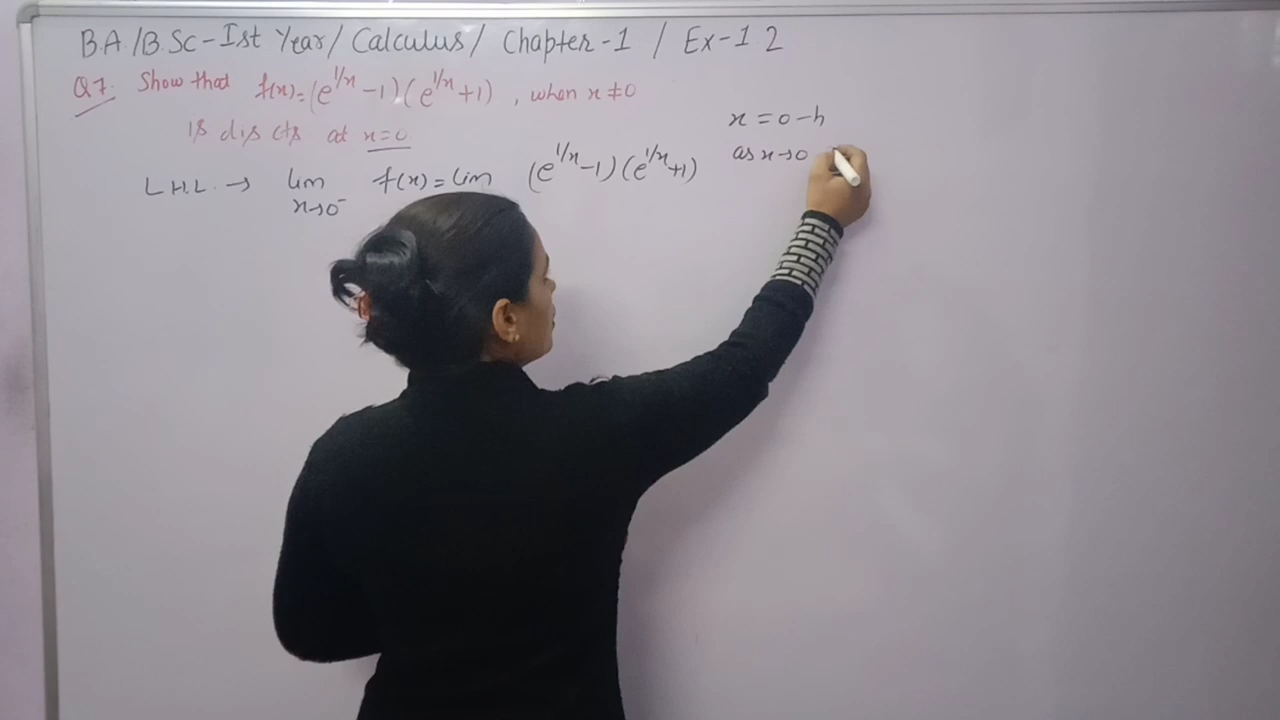 B.A./B.Sc-Ist Year/Calculus/ Chapter-1 / Ex-1.2
Q7. Show that f(x)=(e^1/x -1)(e^1/x +1), when x≠0
is dis cts at x=0
x = 0-h
L.H.L. → lim x→0⁻ f(x) = lim (e^1/x -1)(e^1/x +1)
as x→0